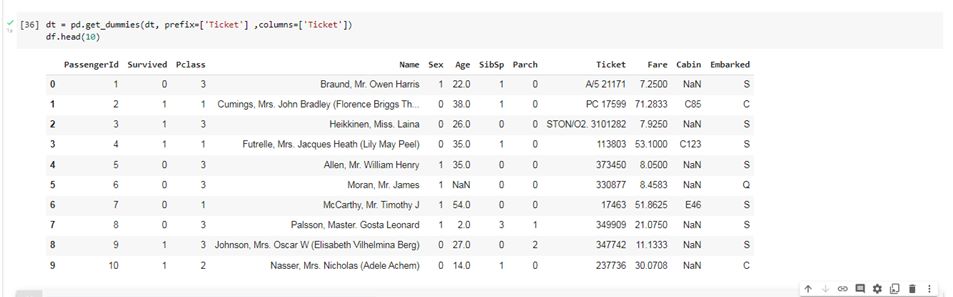 [36] dt = pd.get_dummies(dt, prefix=['Ticket'] ,columns=['Ticket'])
df.head(10)
PassengerId Survived Pclass Name Sex Age SibSp Parch Ticket Fare Cabin Embarked
0 1 0 3 Braund, Mr. Owen Harris 1 22.0 1 0 A/5 21171 7.2500 NaN S
1 2 1 1 Cumings, Mrs. John Bradley (Florence Briggs Th... 0 38.0 1 0 PC 17599 71.2833 C85 C
2 3 1 3 Heikkinen, Miss. Laina 0 26.0 0 0 STON/O2. 3101282 7.9250 NaN S
3 4 1 1 Futrelle, Mrs. Jacques Heath (Lily May Peel) 0 35.0 1 0 113803 53.1000 C123 S
4 5 0 3 Allen, Mr. William Henry 1 35.0 0 0 373450 8.0500 NaN S
5 6 0 3 Moran, Mr. James 1 NaN 0 0 330877 8.4583 NaN Q
6 7 0 1 McCarthy, Mr. Timothy J 1 54.0 0 0 17463 51.8625 E46 S
7 8 0 3 Palsson, Master. Gosta Leonard 1 2.0 3 1 349909 21.0750 NaN S
8 9 1 3 Johnson, Mrs. Oscar W (Elisabeth Vilhelmina Berg) 0 27.0 0 2 347742 11.1333 NaN S
9 10 1 2 Nasser, Mrs. Nicholas (Adele Achem) 0 14.0 1 0 237736 30.0708 NaN C